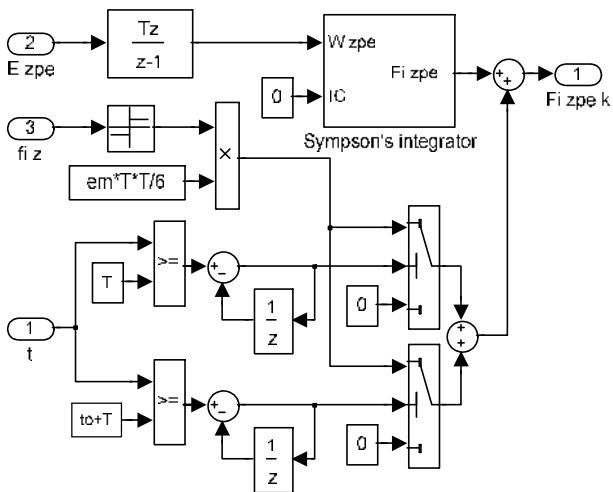 2
E zpe
Tz
z-1
W zpe
Fi zpe
0
IC
Sympson's integrator
+
+
1
Fi zpe k
3
fi z
×
em*T*T/6
>=
T
+
−
0
1
z
1
t
+
+
>=
to+T
+
−
0
1
z